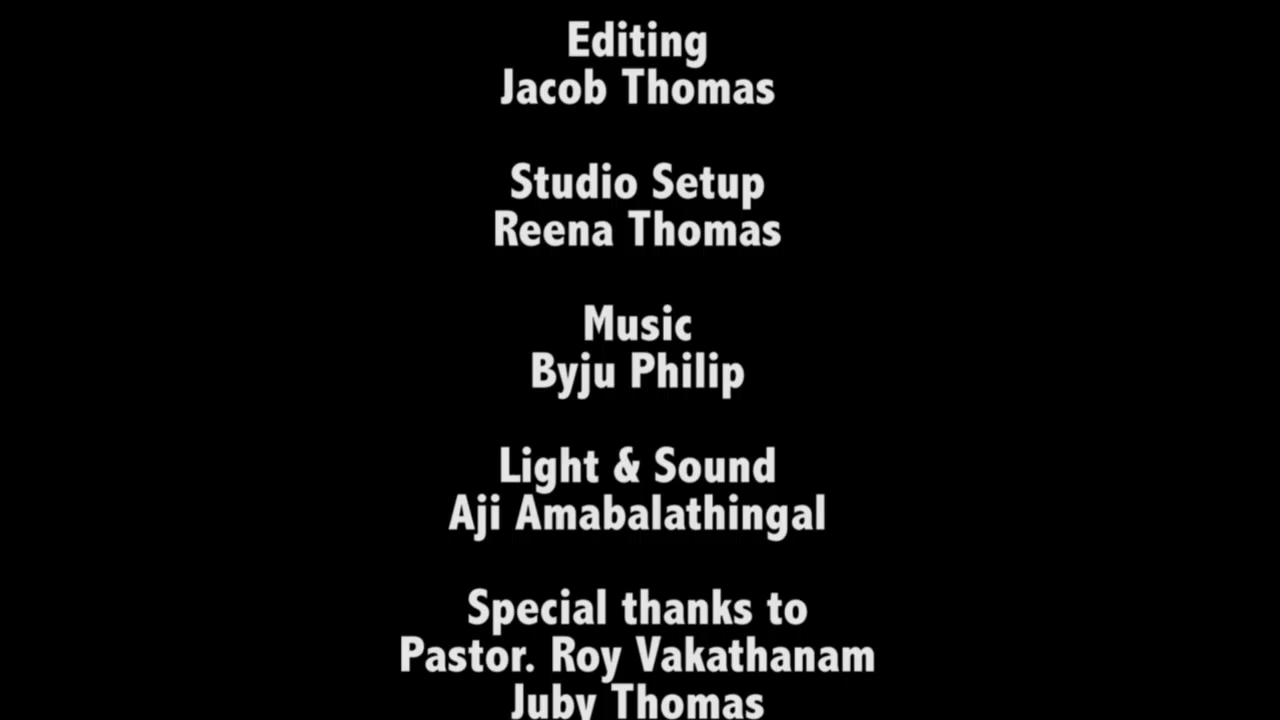 Editing
Jacob Thomas
Studio Setup
Reena Thomas
Music
Byju Philip
Light & Sound
Aji Amabalathingal
Special thanks to
Pastor. Roy Vakathanam
Juby Thomas